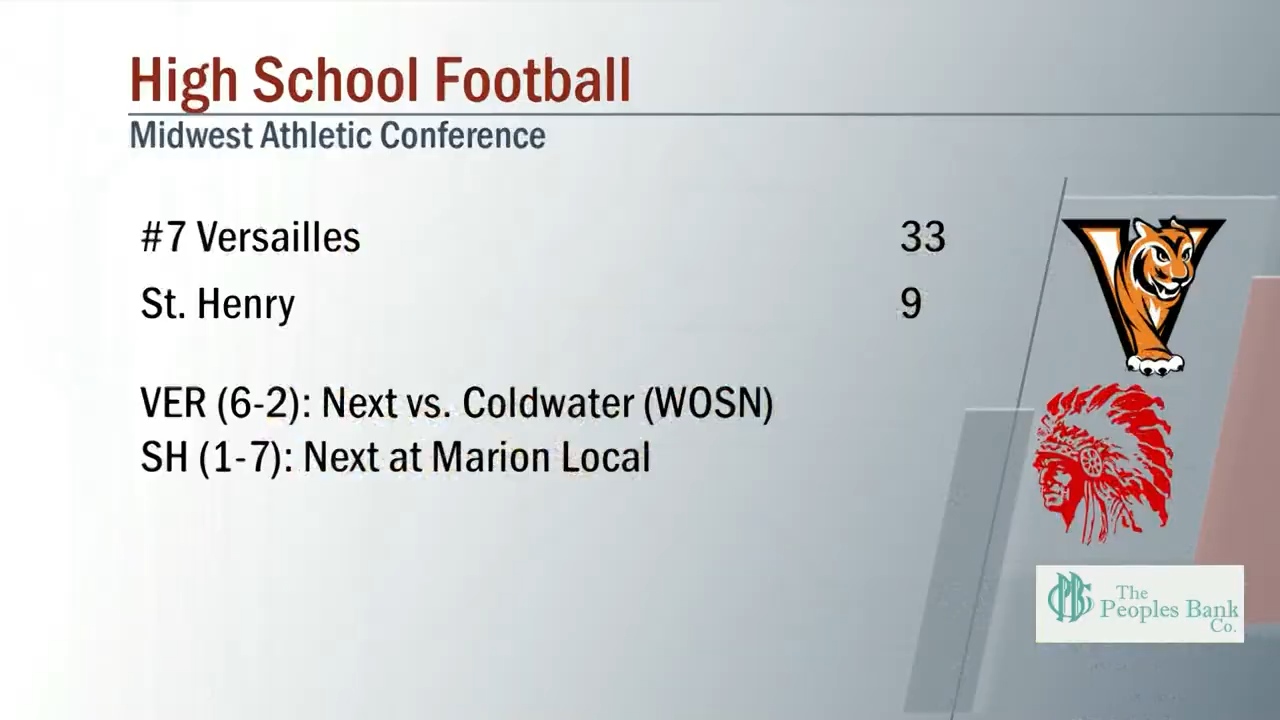 High School Football
Midwest Athletic Conference
#7 Versailles 33
St. Henry 9
VER (6-2): Next vs. Coldwater (WOSN)
SH (1-7): Next at Marion Local
V
PBC The
Peoples Bank
Co.